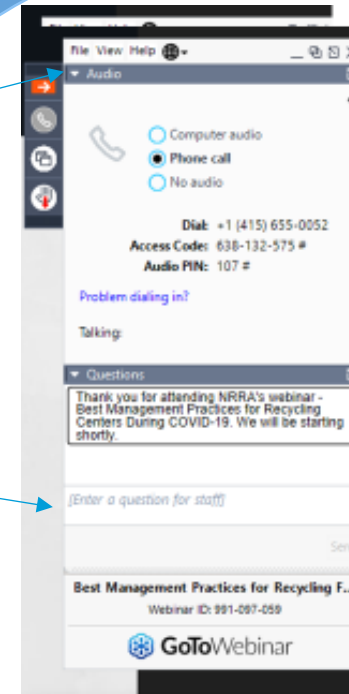 File View Help
Audio
Computer audio
Phone call
No audio
Dial: +1 (415) 655-0052
Access Code: 638-132-575 #
Audio PIN: 107 #
Problem dialing in?
Talking:
Questions
Thank you for attending NRRA's webinar -
Best Management Practices for Recycling
Centers During COVID-19. We will be starting
shortly.
[Enter a question for staff]
Sen
Best Management Practices for Recycling F...
Webinar ID: 991-097-059
GoToWebinar